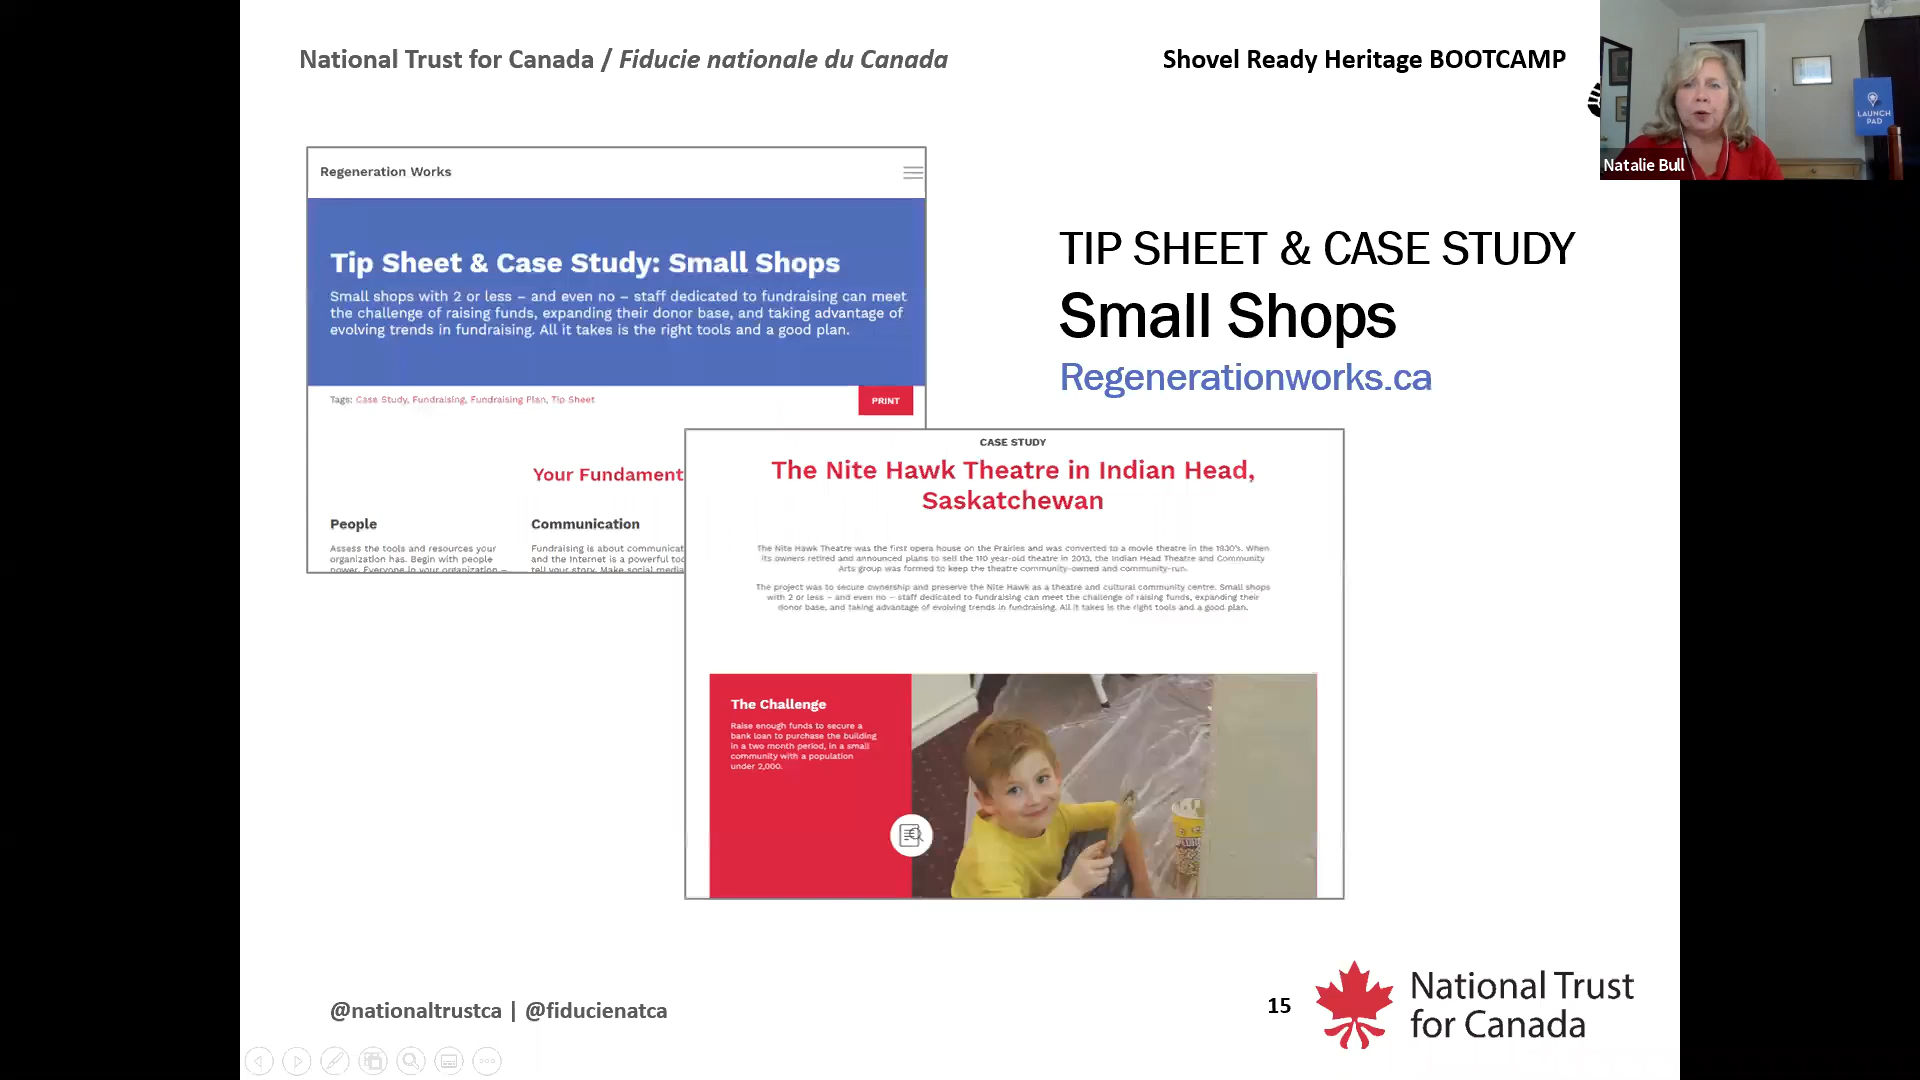 National Trust for Canada / Fiducie nationale du Canada
Shovel Ready Heritage BOOTCAMP
LAUNCH
PAD
Natalie Bull
Regeneration Works
Tip Sheet & Case Study: Small Shops
Small shops with 2 or less – and even no – staff dedicated to fundraising can meet
the challenge of raising funds, expanding their donor base, and taking advantage of
evolving trends in fundraising. All it takes is the right tools and a good plan.
Tags: Case Study, Fundraising, Fundraising Plan, Tip Sheet
PRINT
Your Fundament
People
Assess the tools and resources your
organization has. Begin with people
power. Everyone in your organization –
Communication
Fundraising is about communicat
and the Internet is a powerful too
tell your story. Make social media
TIP SHEET & CASE STUDY
Small Shops
Regenerationworks.ca
CASE STUDY
The Nite Hawk Theatre in Indian Head,
Saskatchewan
The Nite Hawk Theatre was the first opera house on the Prairies and was converted to a movie theatre in the 1930's. When
its owners retired and announced plans to sell the 110 year-old theatre in 2013, the Indian Head Theatre and Community
Arts group was formed to keep the theatre community-owned and community-run.
The project was to secure ownership and preserve the Nite Hawk as a theatre and cultural community centre. Small shops
with 2 or less – and even no – staff dedicated to fundraising can meet the challenge of raising funds, expanding their
donor base, and taking advantage of evolving trends in fundraising. All it takes is the right tools and a good plan.
The Challenge
Raise enough funds to secure a
bank loan to purchase the building
in a two month period, in a small
community with a population
under 2,000.
@nationaltrustca | @fiducienatca
15
National Trust
for Canada